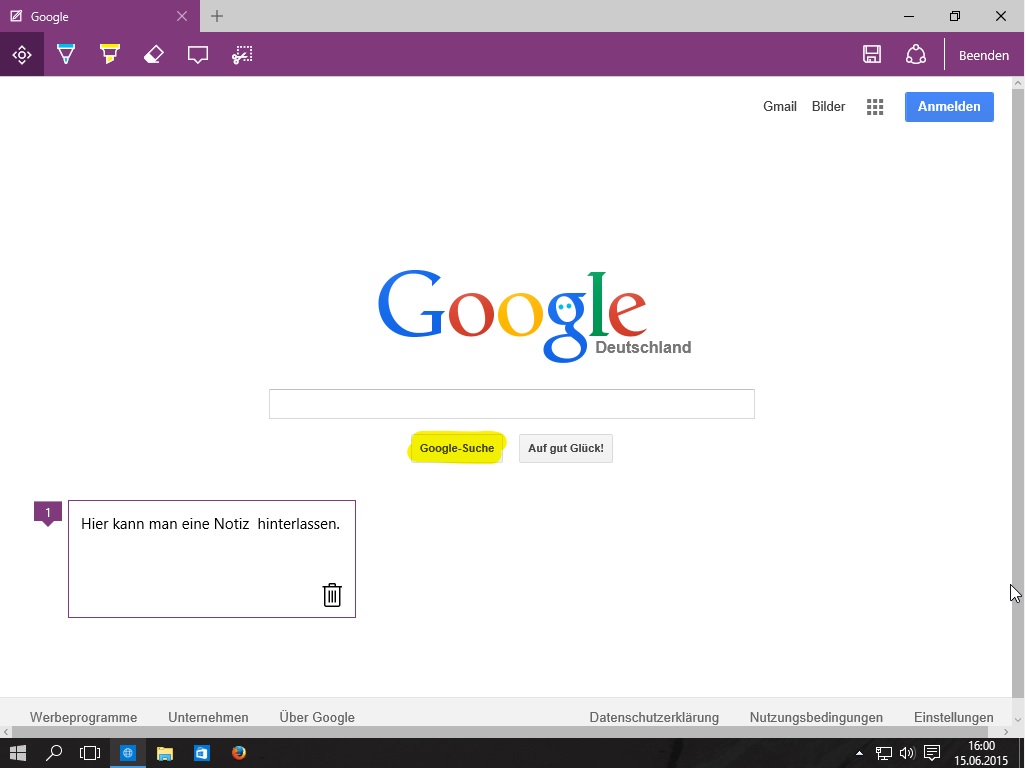 Google
Beenden
Gmail Bilder Anmelden
Google
Deutschland
Google-Suche Auf gut Glück!
1
Hier kann man eine Notiz  hinterlassen.
Werbeprogramme Unternehmen Über Google Datenschutzerklärung Nutzungsbedingungen Einstellungen
16:00
15.06.2015